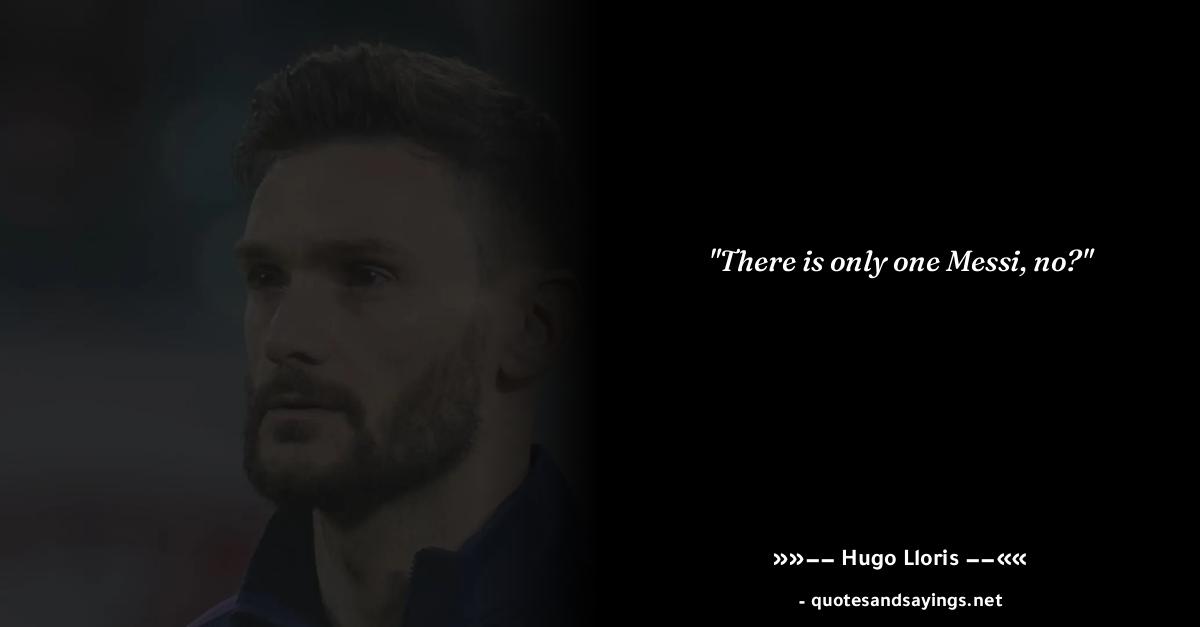 "There is only one Messi, no?"
»»−− Hugo Lloris −−««
- quotesandsayings.net